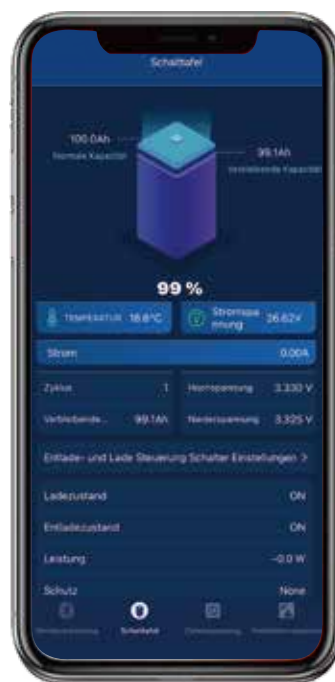 Schalttafel
100.0Ah
Normale Kapazität
99.1Ah
Verbleibende Kapazität
99 %
TEMPERATUR 18.8°C
Stromspa
nnung 26.62V
Strom 0.00A
Zyklus 1
Hochspannung 3.330 V
Verbleibende... 99.1Ah
Niederspannung 3.325 V
Entlade- und Lade Steuerung Schalter Einstellungen >
Ladezustand ON
Entladezustand ON
Leistung -0.0 W
Schutz None
Schalttafel